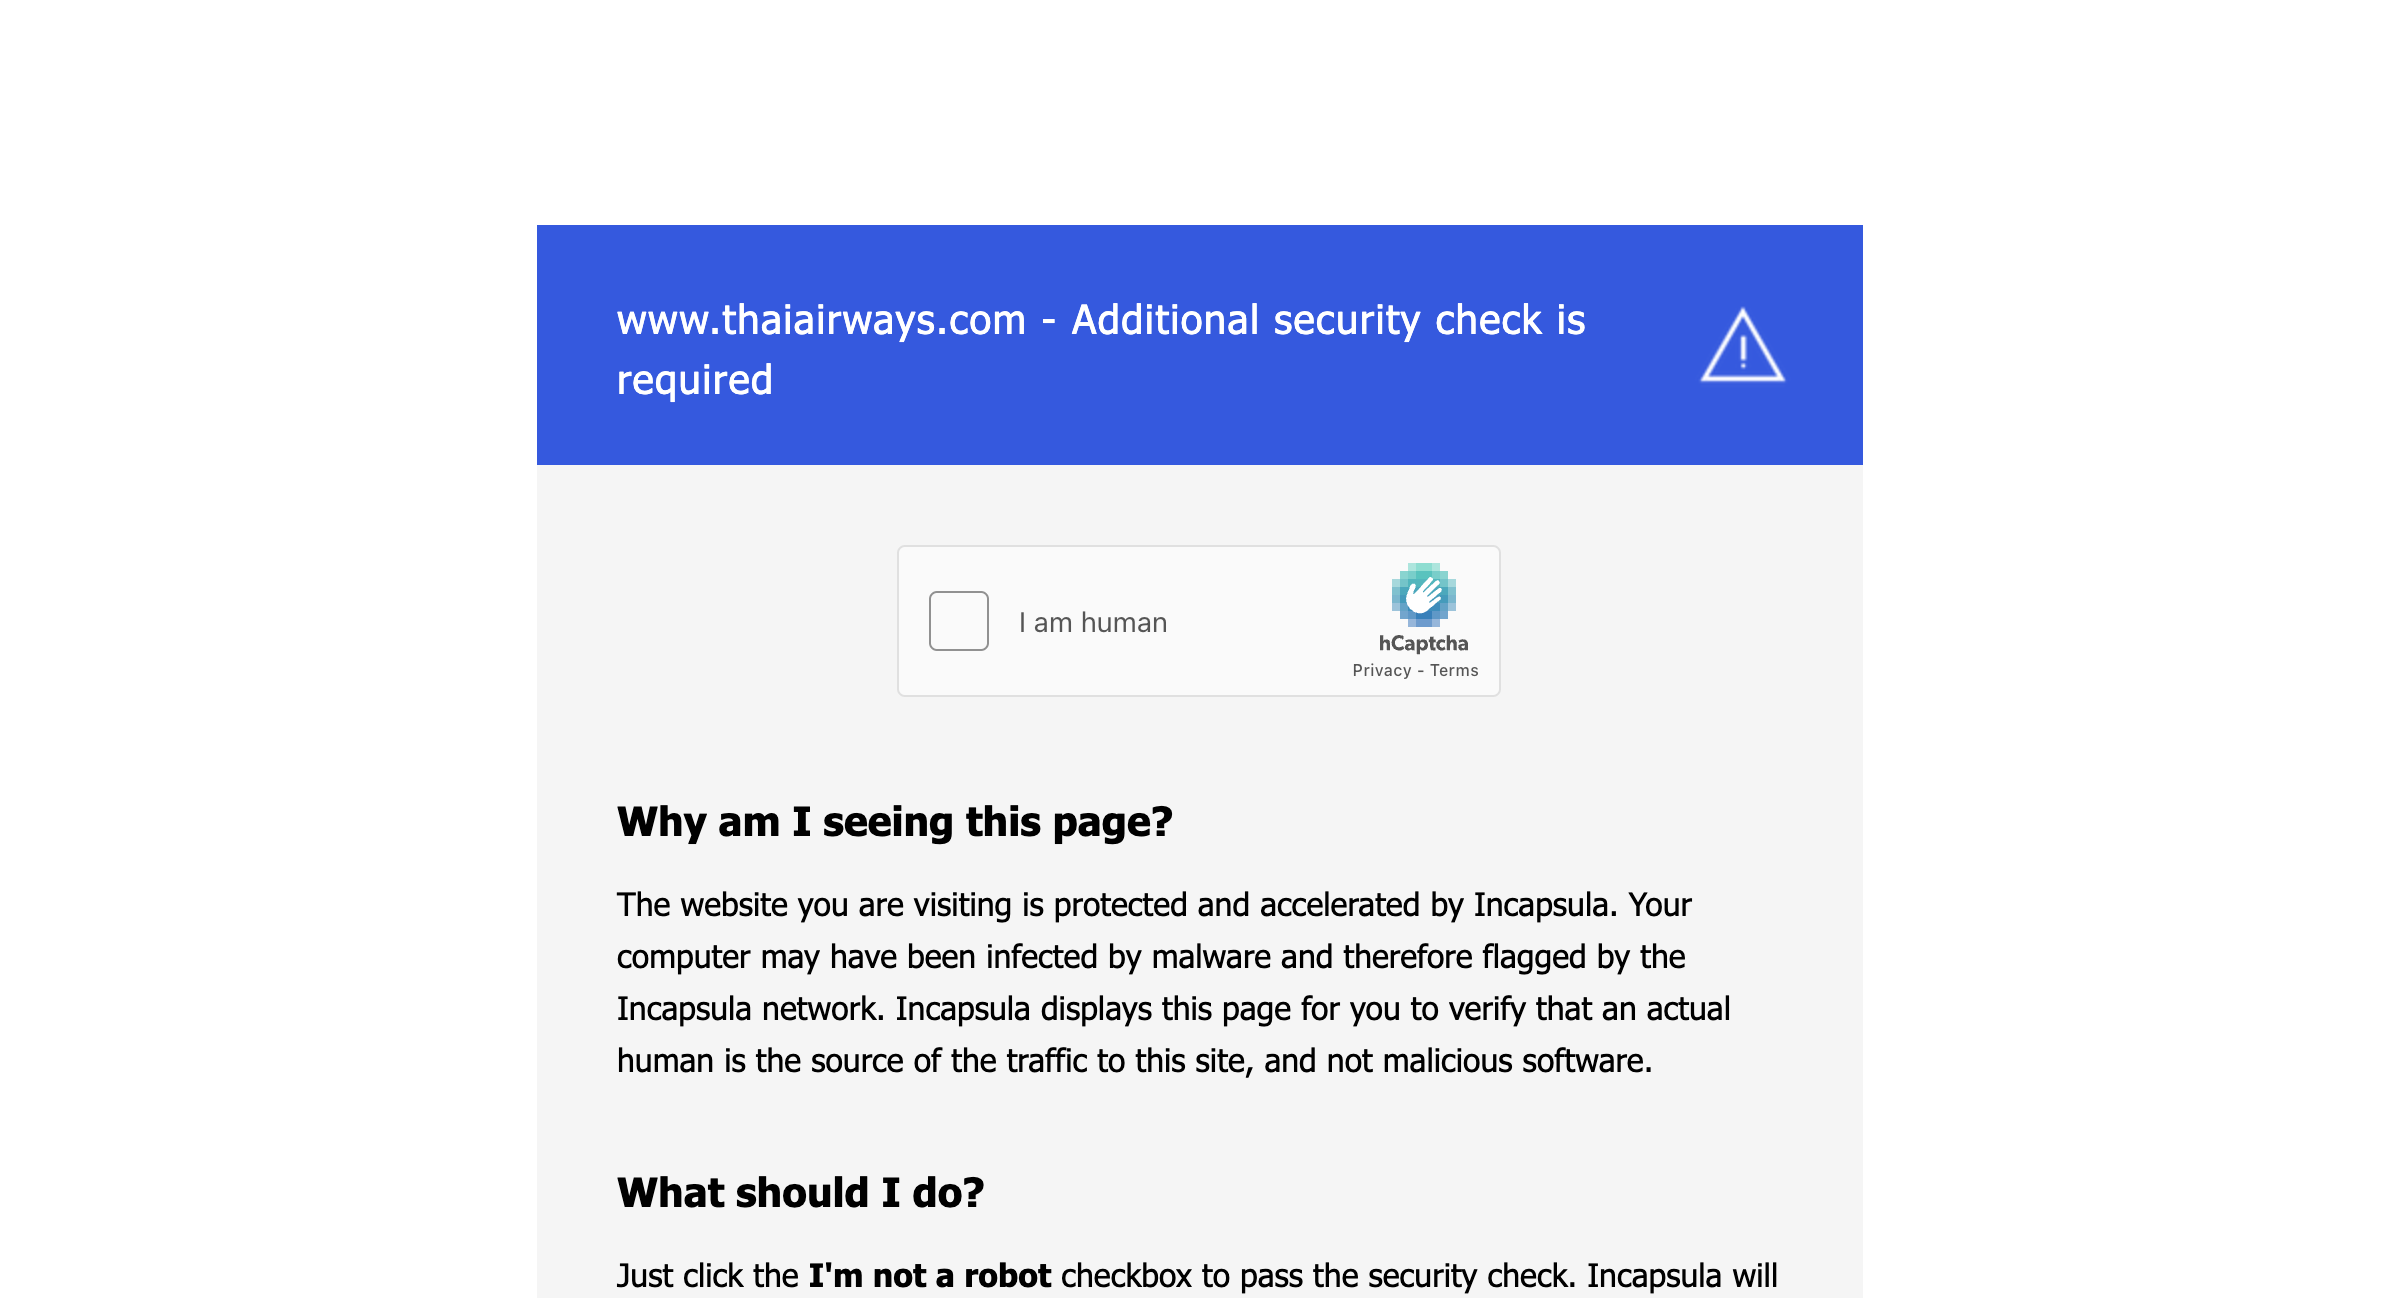 www.thaiairways.com - Additional security check is
required
I am human
hCaptcha
Privacy - Terms
Why am I seeing this page?
The website you are visiting is protected and accelerated by Incapsula. Your
computer may have been infected by malware and therefore flagged by the
Incapsula network. Incapsula displays this page for you to verify that an actual
human is the source of the traffic to this site, and not malicious software.
What should I do?
Just click the I'm not a robot checkbox to pass the security check. Incapsula will